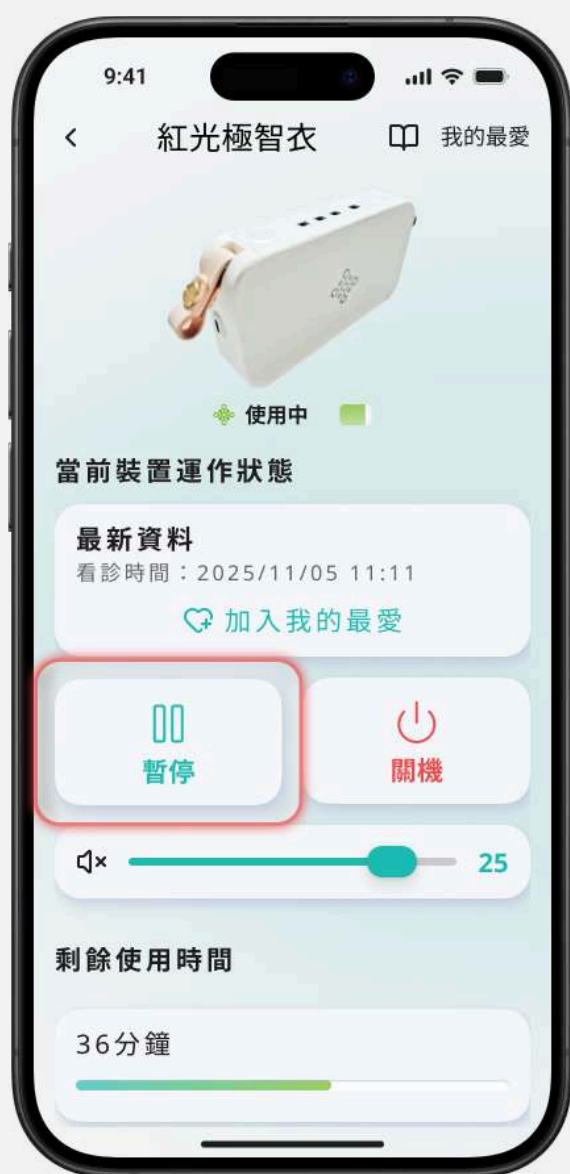 9:41
紅光極智衣
我的最愛
使用中
當前裝置運作狀態
最新資料
看診時間：2025/11/05 11:11
加入我的最愛
暫停
關機
25
剩餘使用時間
36分鐘